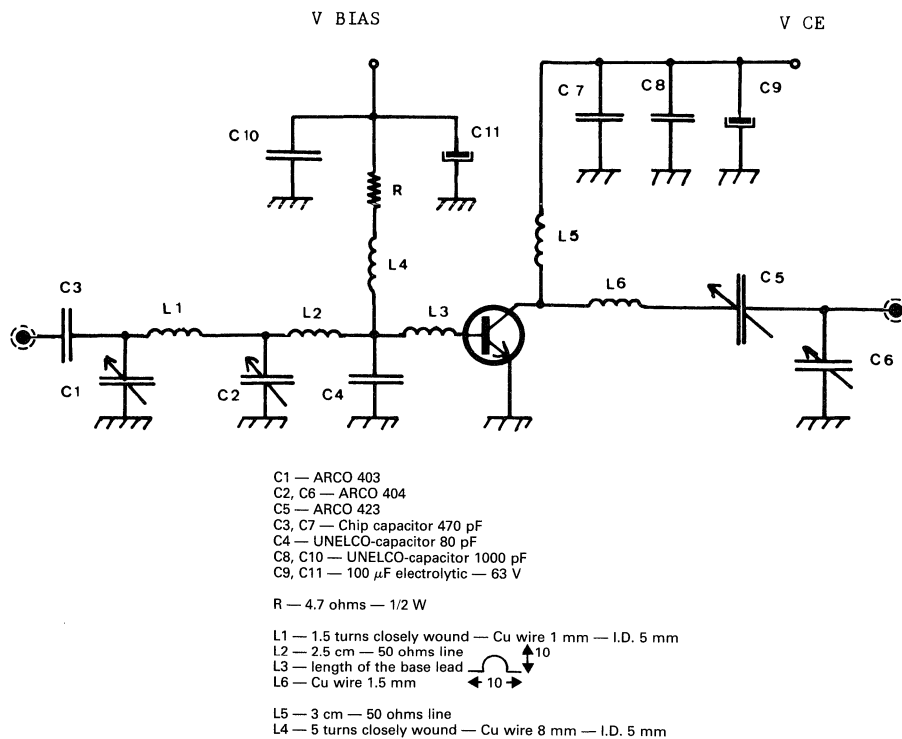 V BIAS
V CE
C7
C8
C9
C10
C11
R
L5
L4
C3
L1
L2
L3
L6
C5
C1
C2
C4
C6
C1 — ARCO 403
C2, C6 — ARCO 404
C5 — ARCO 423
C3, C7 — Chip capacitor 470 pF
C4 — UNELCO-capacitor 80 pF
C8, C10 — UNELCO-capacitor 1000 pF
C9, C11 — 100 μF electrolytic — 63 V
R — 4.7 ohms — 1/2 W
L1 — 1.5 turns closely wound — Cu wire 1 mm — I.D. 5 mm
L2 — 2.5 cm — 50 ohms line
10
L3 — length of the base lead
L6 — Cu wire 1.5 mm
10
L5 — 3 cm — 50 ohms line
L4 — 5 turns closely wound — Cu wire 8 mm — I.D. 5 mm